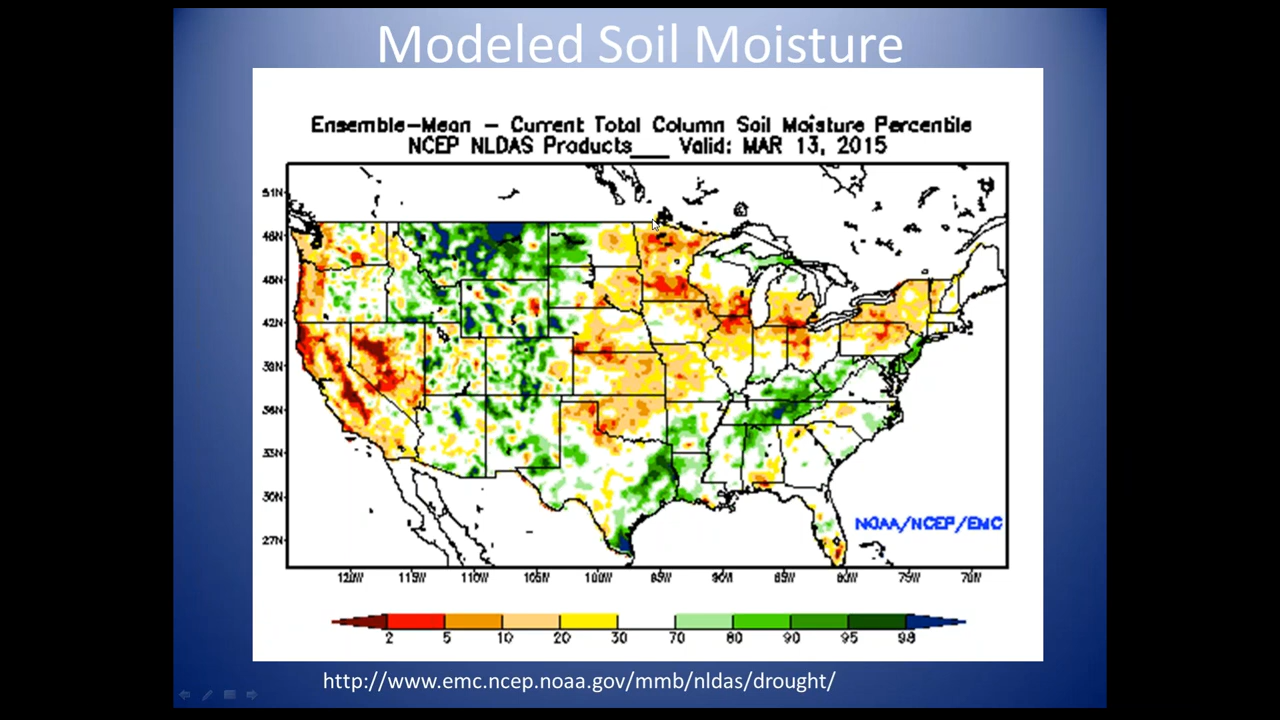 Modeled Soil Moisture
Ensemble-Mean - Current Total Column Soil Moisture Percentile
NCEP NLDAS Products___ Valid: MAR 13, 2015
51N
48N
45N
42N
39N
36N
33N
30N
27N
NOAA/NCEP/EMC
120W 115W 110W 105W 100W 95W 90W 85W 80W 75W 70W
2 5 10 20 30 70 80 90 95 98
http://www.emc.ncep.noaa.gov/mmb/nldas/drought/